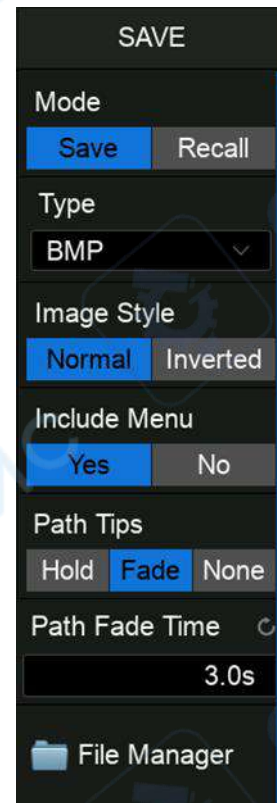 SAVE
Mode
Save Recall
Type
BMP
Image Style
Normal Inverted
Include Menu
Yes No
Path Tips
Hold Fade None
Path Fade Time
3.0s
File Manager